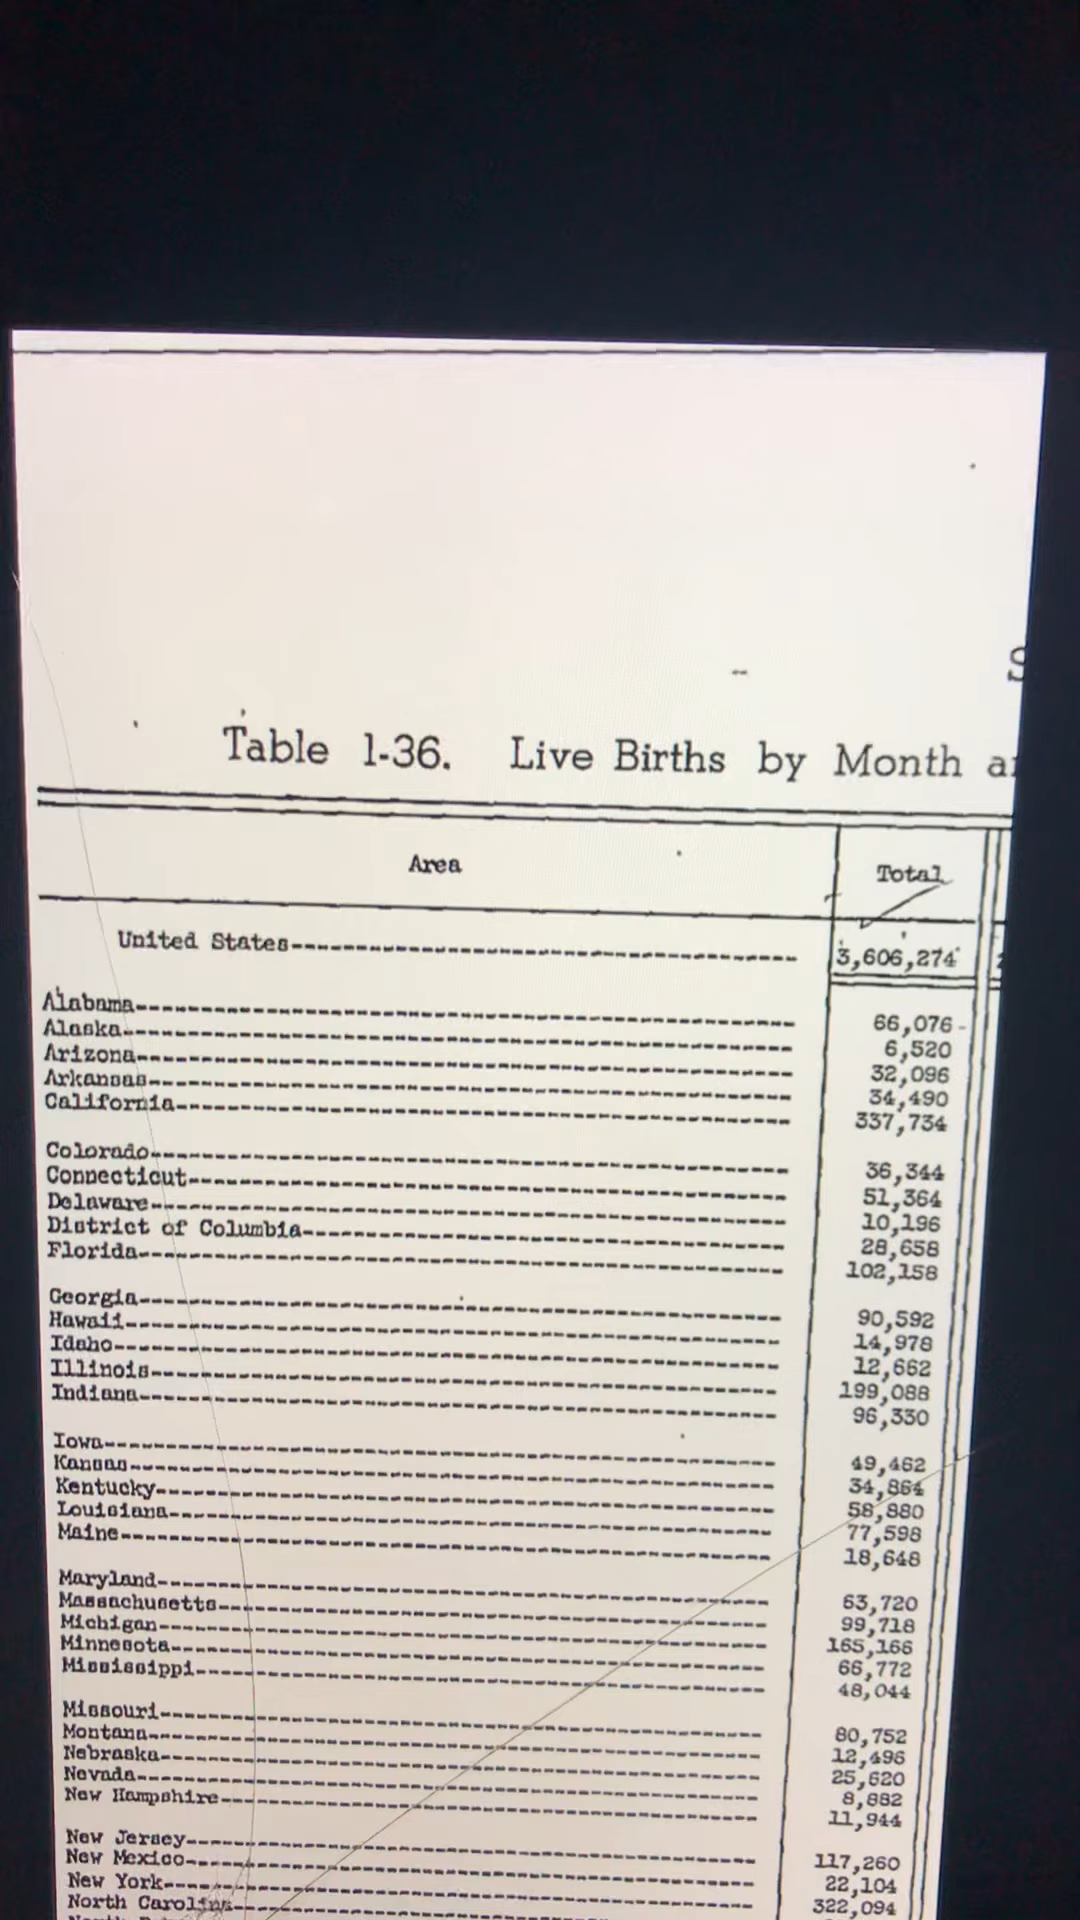 S
Table 1-36. Live Births by Month a
Area Total
United States 3,606,274
Alabama 66,076
Alaska 6,520
Arizona 32,096
Arkansas 34,490
California 337,734
Colorado 36,344
Connecticut 51,364
Delaware 10,196
District of Columbia 28,658
Florida 102,158
Georgia 90,592
Hawaii 14,978
Idaho 12,662
Illinois 199,088
Indiana 96,330
Iowa 49,462
Kansas 34,864
Kentucky 58,880
Louisiana 77,598
Maine 18,648
Maryland 63,720
Massachusetts 99,718
Michigan 165,166
Minnesota 66,772
Mississippi 48,044
Missouri 80,752
Montana 12,496
Nebraska 25,620
Nevada 8,882
New Hampshire 11,944
New Jersey 117,260
New Mexico 22,104
New York 322,094
North Carolina